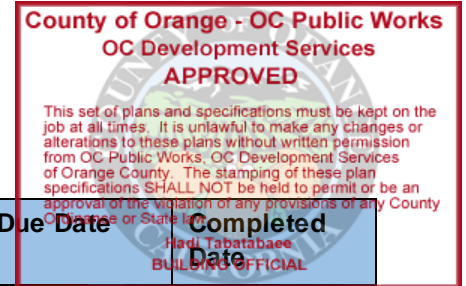 County of Orange - OC Public Works
OC Development Services
APPROVED
This set of plans and specifications must be kept on the
job at all times. It is unlawful to make any changes or
alterations to these plans without written permission
from OC Public Works, OC Development Services
of Orange County. The stamping of these plan
specifications SHALL NOT be held to permit or be an
approval of the violation of any provisions of any County
Ordinance or State law.
Due Date
Completed
Date
Hadi Tabatabaee
BUILDING OFFICIAL
COUNTY OF ORANGE
CALIFORNIA